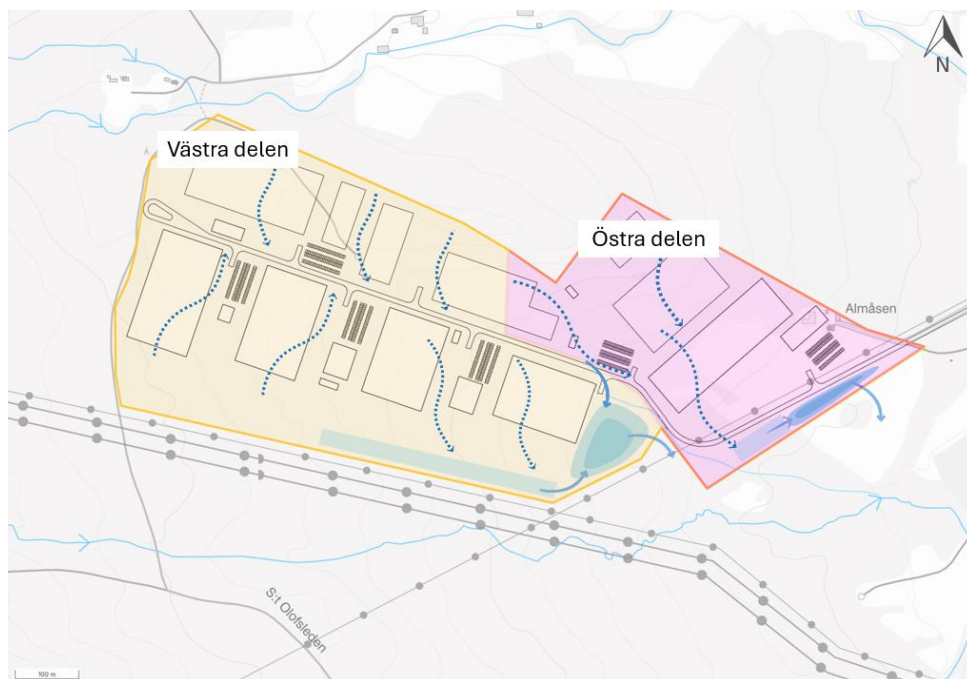 N
Västra delen
Östra delen
Almåsen
S:t Olofsleden
100 m